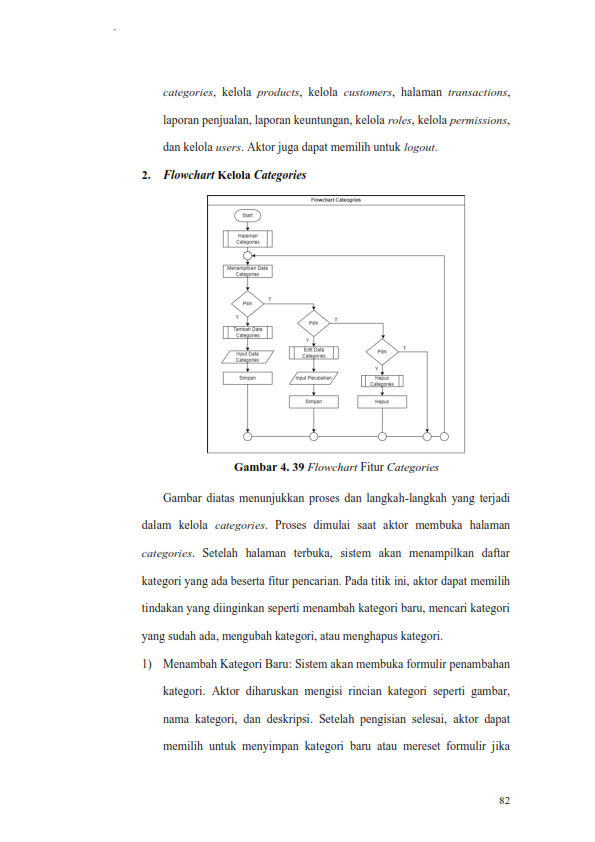 categories, kelola products, kelola customers, halaman transactions,
laporan penjualan, laporan keuntungan, kelola roles, kelola permissions,
dan kelola users. Aktor juga dapat memilih untuk logout.
2. Flowchart Kelola Categories
Flowchart Cateogries
Start
Halaman
Categories
Menampilkan Data
Categories
Pilih
T
Y
Tambah Data
Categories
Input Data
Categories
Simpan
Pilih
T
Y
Edit Data
Categories
Input Perubahan
Simpan
Pilih
T
Y
Hapus
Categories
Hapus
Gambar 4. 39 Flowchart Fitur Categories
Gambar diatas menunjukkan proses dan langkah-langkah yang terjadi
dalam kelola categories. Proses dimulai saat aktor membuka halaman
categories. Setelah halaman terbuka, sistem akan menampilkan daftar
kategori yang ada beserta fitur pencarian. Pada titik ini, aktor dapat memilih
tindakan yang diinginkan seperti menambah kategori baru, mencari kategori
yang sudah ada, mengubah kategori, atau menghapus kategori.
1) Menambah Kategori Baru: Sistem akan membuka formulir penambahan
kategori. Aktor diharuskan mengisi rincian kategori seperti gambar,
nama kategori, dan deskripsi. Setelah pengisian selesai, aktor dapat
memilih untuk menyimpan kategori baru atau mereset formulir jika
82